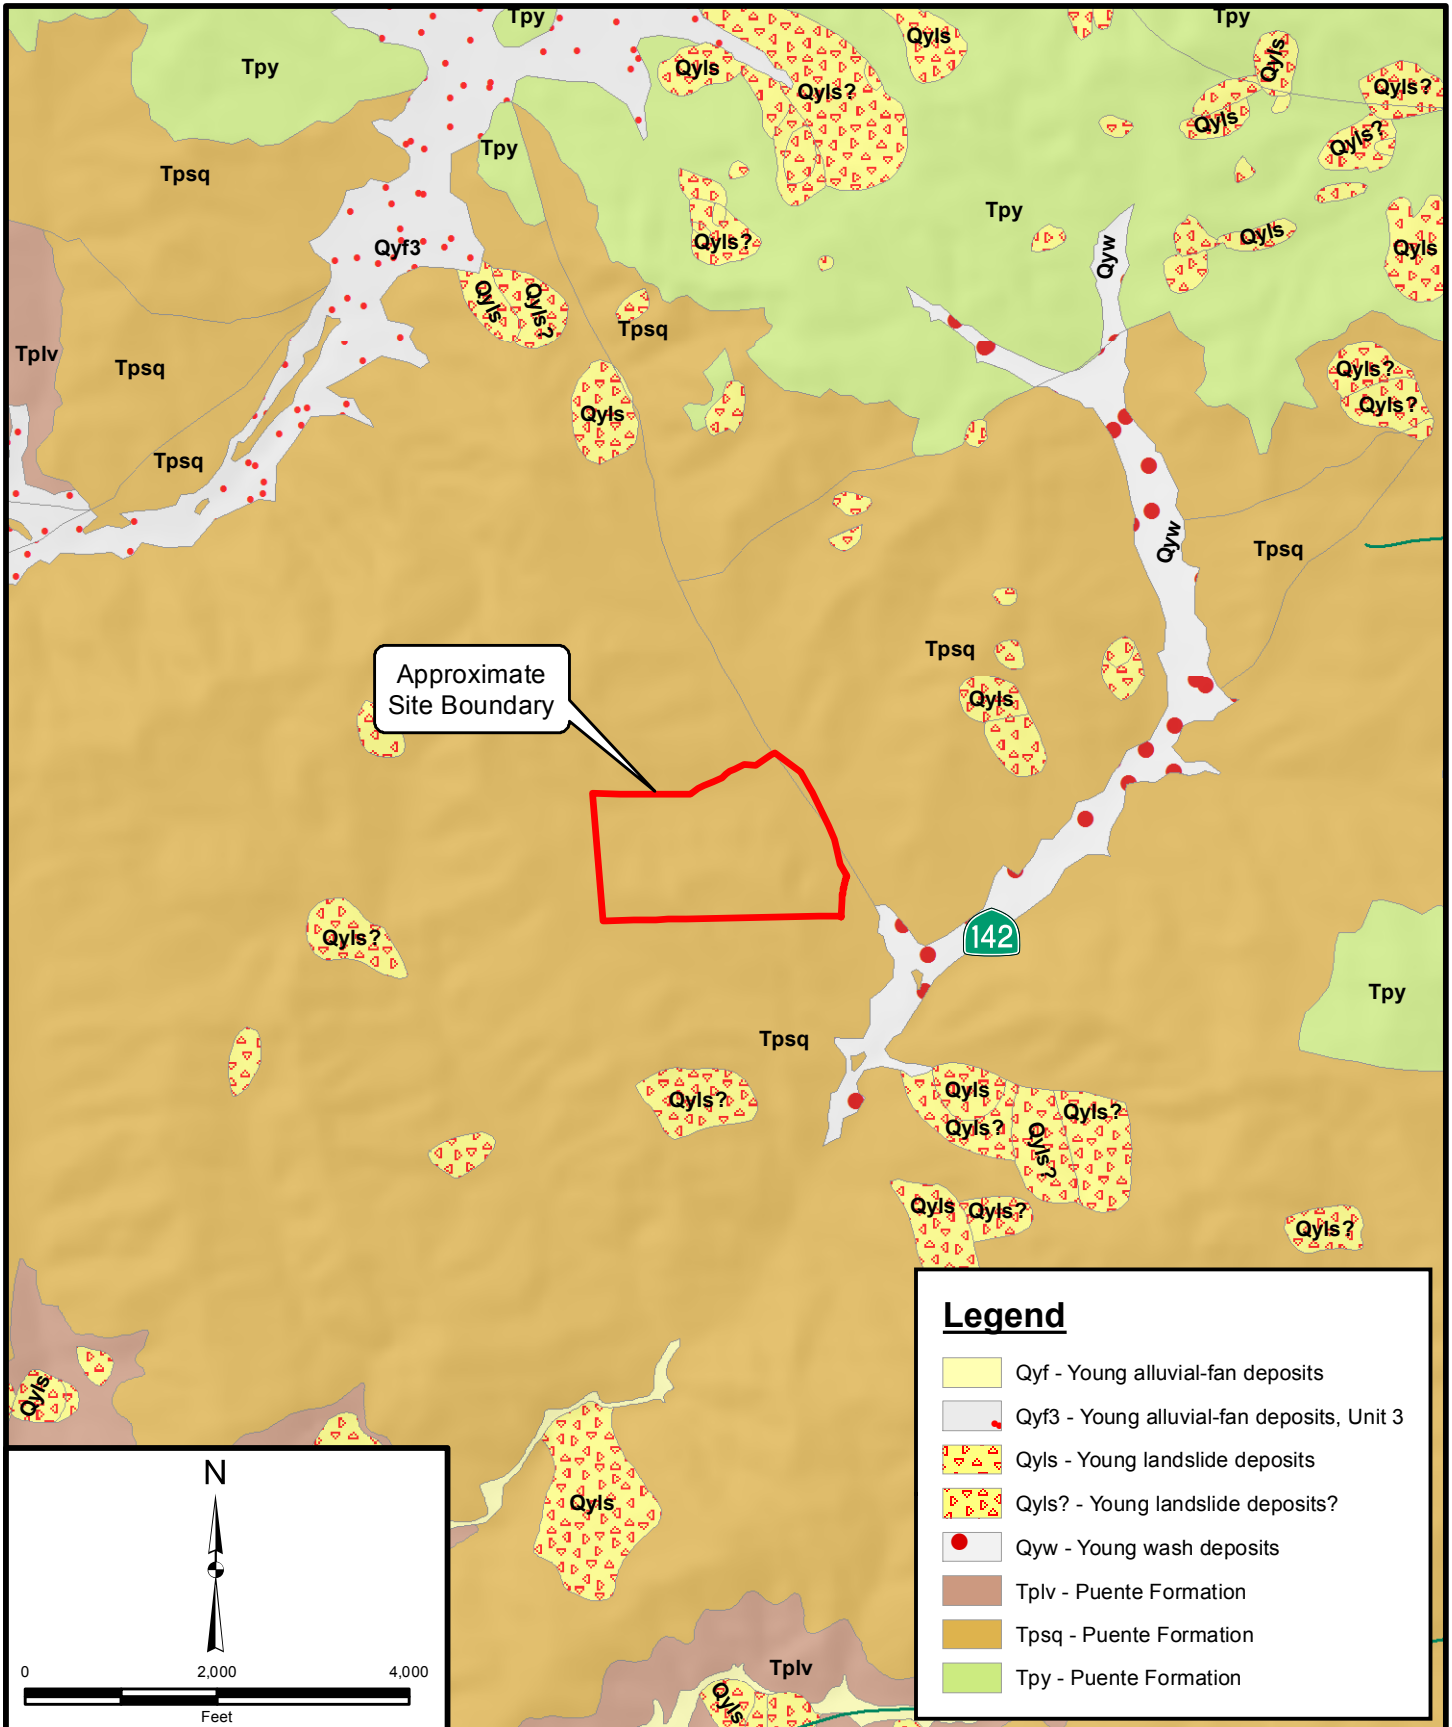 Tpy
Tpy
Qyls
Tpy
Qyls
Qyls
Qyls?
Qyls?
Qyls
Qyls?
Tpy
Tpsq
Tpy
Qyf3
Qyls?
Qyls
Qyw
Qyls
Qyls
Qyls?
Tpsq
Tplv
Tpsq
Qyls?
Qyls?
Qyls
Tpsq
Qyw
Tpsq
Tpsq
Qyls
Approximate
Site Boundary
Qyls?
142
Tpy
Tpsq
Qyls?
Qyls
Qyls?
Qyls?
Qyls?
Qyls
Qyls?
Qyls?
Qyls
Qyls
Tplv
Qyls
N
0 2,000 4,000
Feet
Legend
Qyf - Young alluvial-fan deposits
Qyf3 - Young alluvial-fan deposits, Unit 3
Qyls - Young landslide deposits
Qyls? - Young landslide deposits?
Qyw - Young wash deposits
Tplv - Puente Formation
Tpsq - Puente Formation
Tpy - Puente Formation